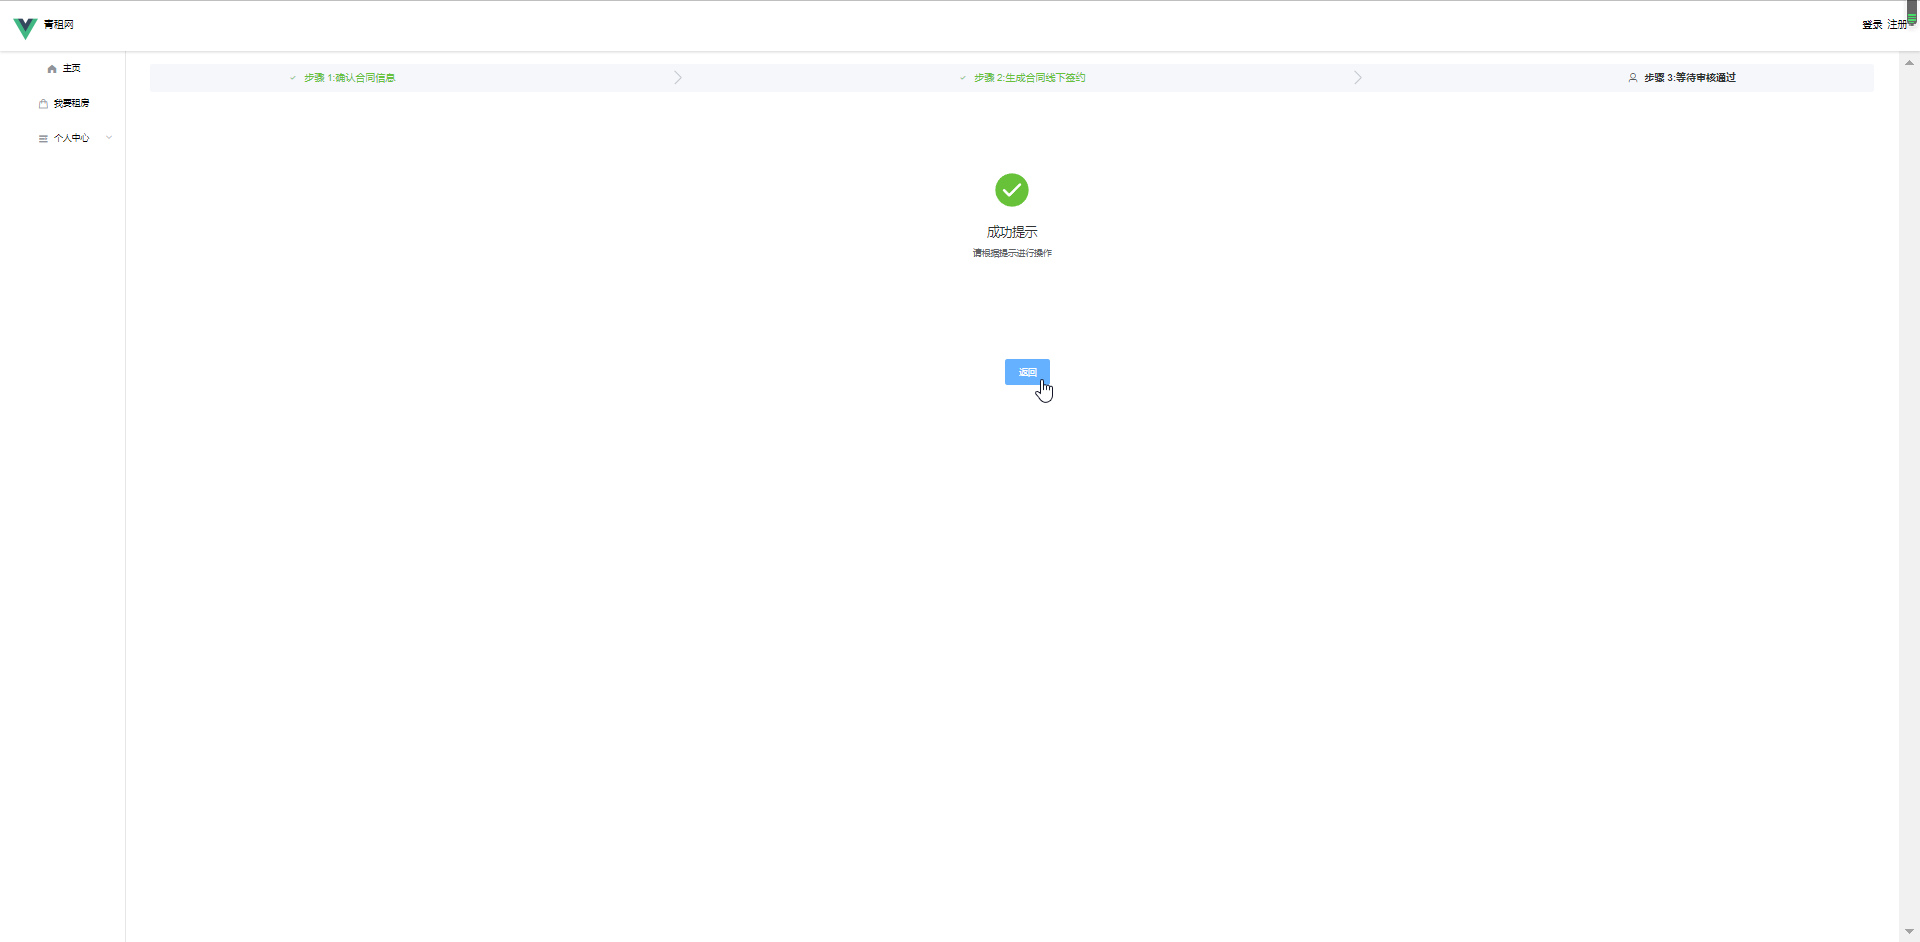 青租网
登录 注册
主页
我要租房
个人中心
步骤 1:确认合同信息
步骤 2:生成合同线下签约
步骤 3:等待审核通过
成功提示
请根据提示进行操作
返回